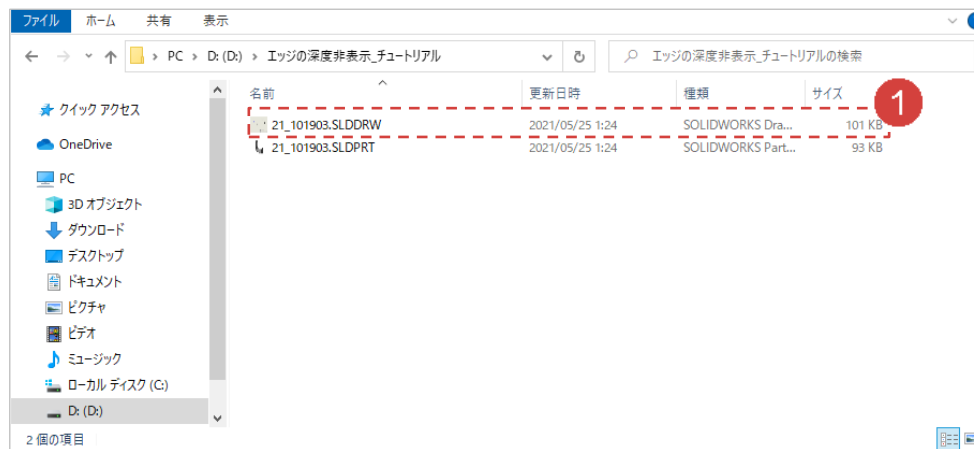 ファイル ホーム 共有 表示
PC D: (D:) エッジの深度非表示_チュートリアル エッジの深度非表示_チュートリアルの検索
名前 更新日時 種類 サイズ
1
21_101903.SLDDRW 2021/05/25 1:24 SOLIDWORKS Dra... 101 KB
21_101903.SLDPRT 2021/05/25 1:24 SOLIDWORKS Part... 93 KB
クイック アクセス
OneDrive
PC
3D オブジェクト
ダウンロード
デスクトップ
ドキュメント
ピクチャ
ビデオ
ミュージック
ローカル ディスク (C:)
D: (D:)
2 個の項目